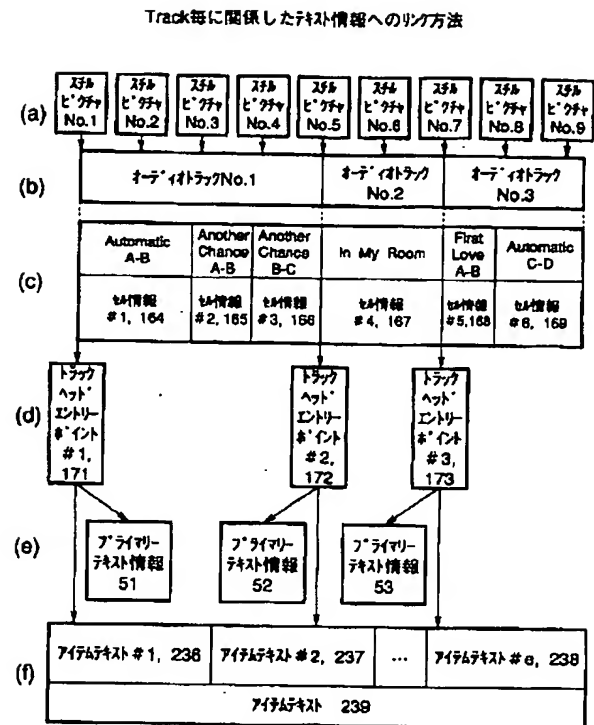 Track毎に関係したテキスト情報へのリンク方法
(a)
スチル
ピクチャ
No.1
スチル
ピクチャ
No.2
スチル
ピクチャ
No.3
スチル
ピクチャ
No.4
スチル
ピクチャ
No.5
スチル
ピクチャ
No.6
スチル
ピクチャ
No.7
スチル
ピクチャ
No.8
スチル
ピクチャ
No.9
(b)
オーディオトラックNo.1
オーディオトラック
No.2
オーディオトラック
No.3
(c)
Automatic
A-B
Another
Chance
A-B
Another
Chance
B-C
In My Room
First
Love
A-B
Automatic
C-D
セル情報
#1, 164
セル情報
#2, 165
セル情報
#3, 166
セル情報
#4, 167
セル情報
#5,168
セル情報
#6, 169
(d)
トラック
ヘッド
エントリー
ポイント
#1,
171
トラック
ヘッド
エントリー
ポイント
#2,
172
トラック
ヘッド
エントリー
ポイント
#3,
173
(e)
プライマリー
テキスト情報
51
プライマリー
テキスト情報
52
プライマリー
テキスト情報
53
(f)
アイテムテキスト#1, 236
アイテムテキスト#2, 237
…
アイテムテキスト#e, 238
アイテムテキスト 239